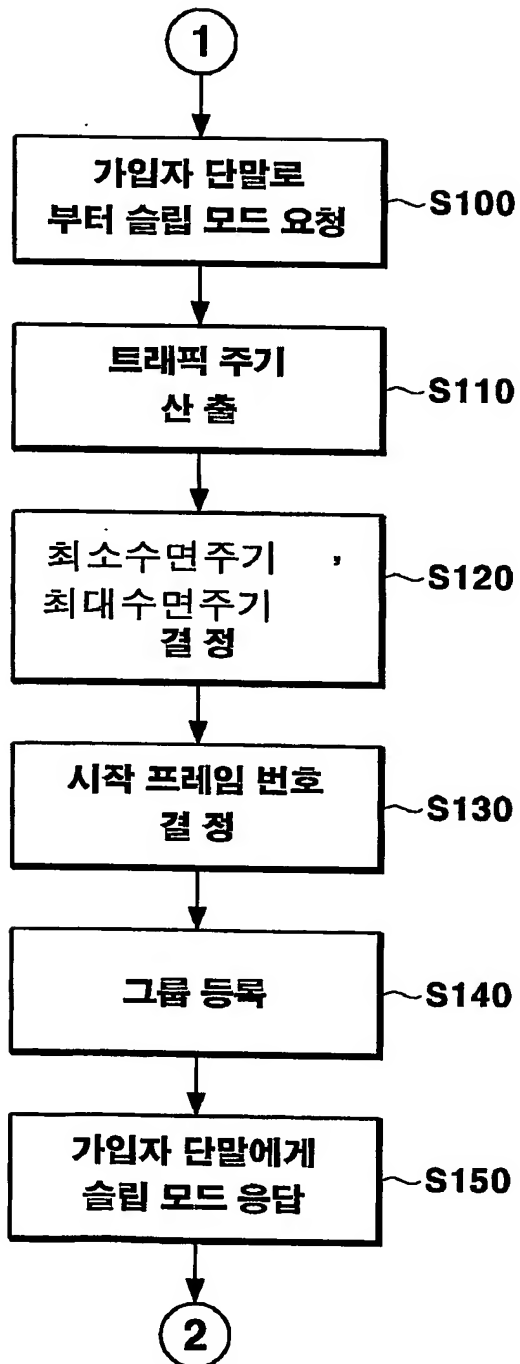 1
가입자 단말로
부터 슬립 모드 요청
S100
트래픽 주기
산 출
S110
최소수면주기 ,
최대수면주기
결 정
S120
시작 프레임 번호
결 정
S130
그룹 등록
S140
가입자 단말에게
슬립 모드 응답
S150
2